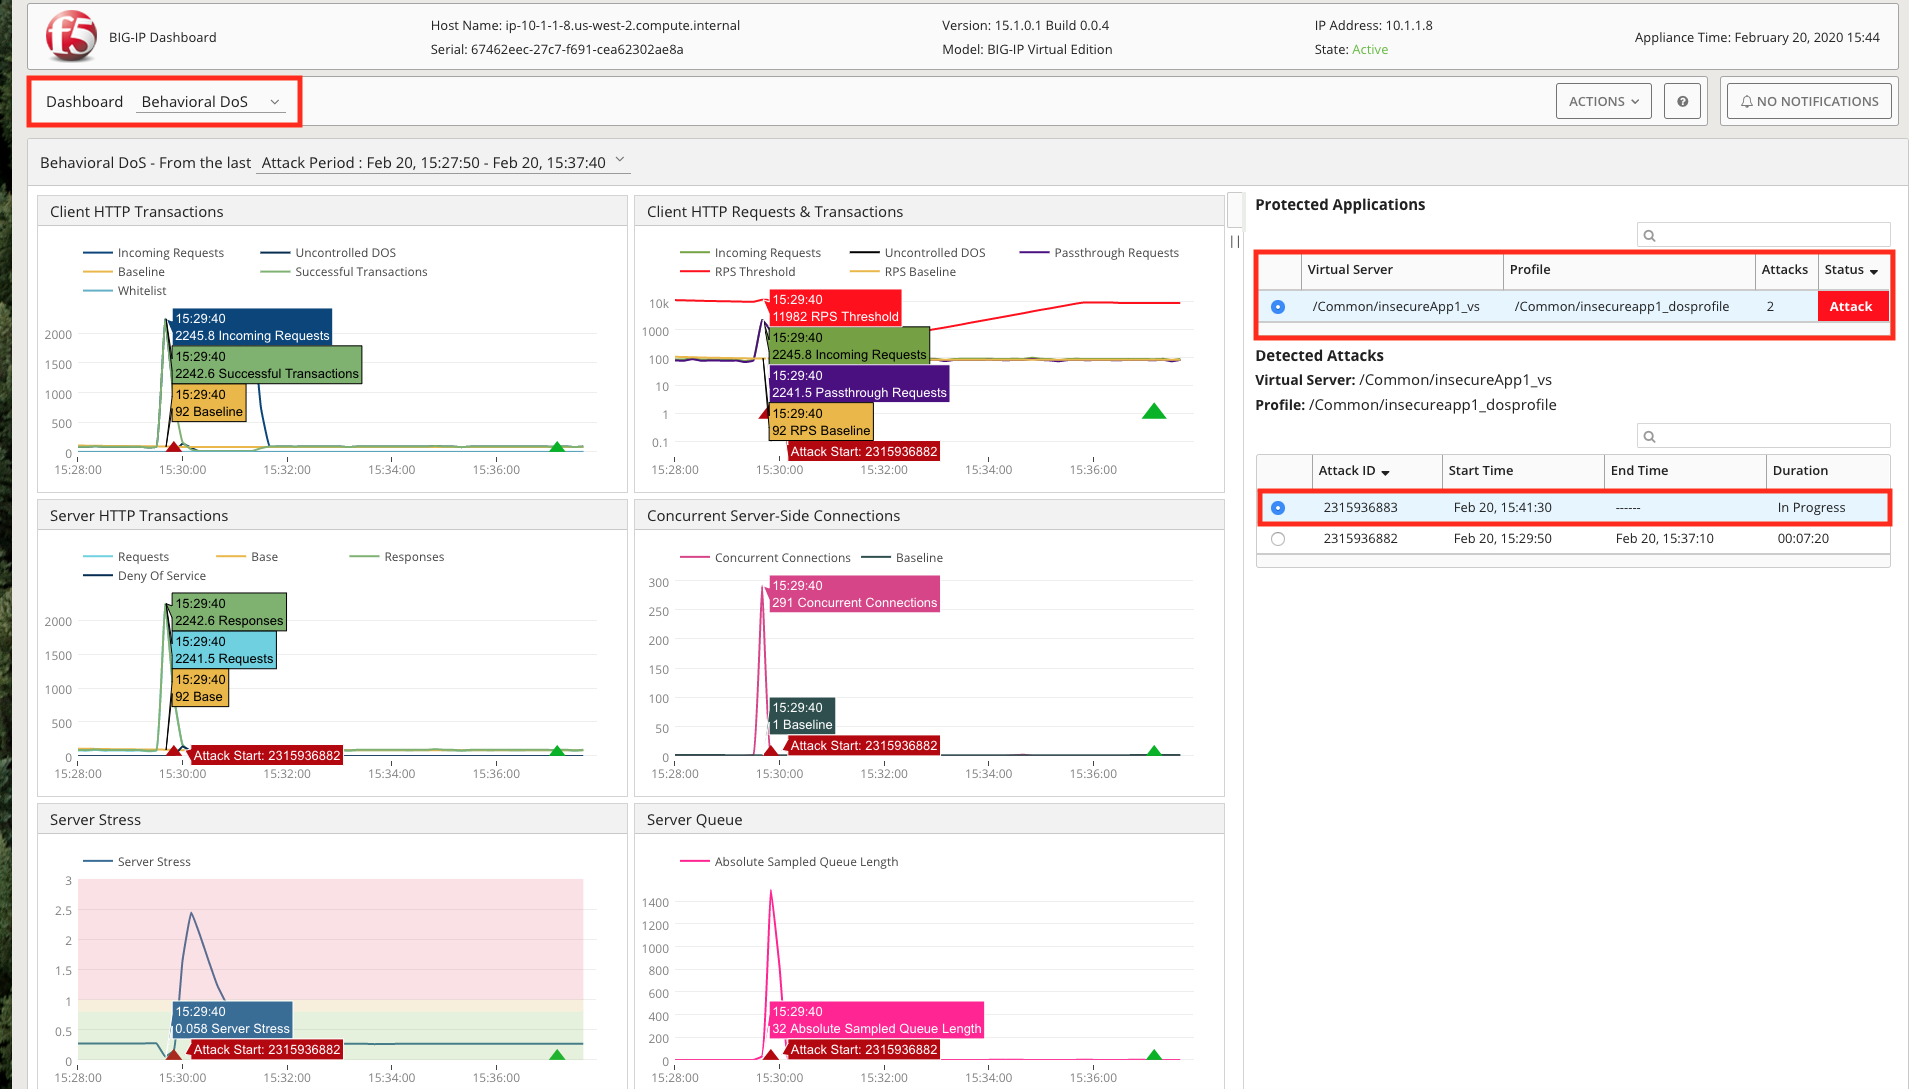 f5
BIG-IP Dashboard
Host Name: ip-10-1-1-8.us-west-2.compute.internal
Serial: 67462eec-27c7-f691-cea62302ae8a
Version: 15.1.0.1 Build 0.0.4
Model: BIG-IP Virtual Edition
IP Address: 10.1.1.8
State: Active
Appliance Time: February 20, 2020 15:44
Dashboard Behavioral DoS
ACTIONS
?
NO NOTIFICATIONS
Behavioral DoS - From the last Attack Period : Feb 20, 15:27:50 - Feb 20, 15:37:40
Client HTTP Transactions
Incoming Requests Uncontrolled DOS
Baseline Successful Transactions
Whitelist
2000
1500
1000
500
0
15:29:40
2245.8 Incoming Requests
15:29:40
2242.6 Successful Transactions
15:29:40
92 Baseline
15:28:00 15:30:00 15:32:00 15:34:00 15:36:00
Client HTTP Requests & Transactions
Incoming Requests Uncontrolled DOS Passthrough Requests
RPS Threshold RPS Baseline
10k
1000
100
10
1
0.1
15:29:40
11982 RPS Threshold
15:29:40
2245.8 Incoming Requests
15:29:40
2241.5 Passthrough Requests
15:29:40
92 RPS Baseline
Attack Start: 2315936882
15:28:00 15:30:00 15:32:00 15:34:00 15:36:00
Server HTTP Transactions
Requests Base Responses
Deny Of Service
2000
1500
1000
500
0
15:29:40
2242.6 Responses
15:29:40
2241.5 Requests
15:29:40
92 Base
Attack Start: 2315936882
15:28:00 15:30:00 15:32:00 15:34:00 15:36:00
Concurrent Server-Side Connections
Concurrent Connections Baseline
300
250
200
150
100
50
0
15:29:40
291 Concurrent Connections
15:29:40
1 Baseline
Attack Start: 2315936882
15:28:00 15:30:00 15:32:00 15:34:00 15:36:00
Server Stress
Server Stress
3
2.5
2
1.5
1
0.5
0
15:29:40
0.058 Server Stress
Attack Start: 2315936882
15:28:00 15:30:00 15:32:00 15:34:00 15:36:00
Server Queue
Absolute Sampled Queue Length
1400
1200
1000
800
600
400
200
0
15:29:40
32 Absolute Sampled Queue Length
Attack Start: 2315936882
15:28:00 15:30:00 15:32:00 15:34:00 15:36:00
Protected Applications
Virtual Server Profile Attacks Status
/Common/insecureApp1_vs /Common/insecureapp1_dosprofile 2 Attack
Detected Attacks
Virtual Server: /Common/insecureApp1_vs
Profile: /Common/insecureapp1_dosprofile
Attack ID Start Time End Time Duration
2315936883 Feb 20, 15:41:30 ------ In Progress
2315936882 Feb 20, 15:29:50 Feb 20, 15:37:10 00:07:20